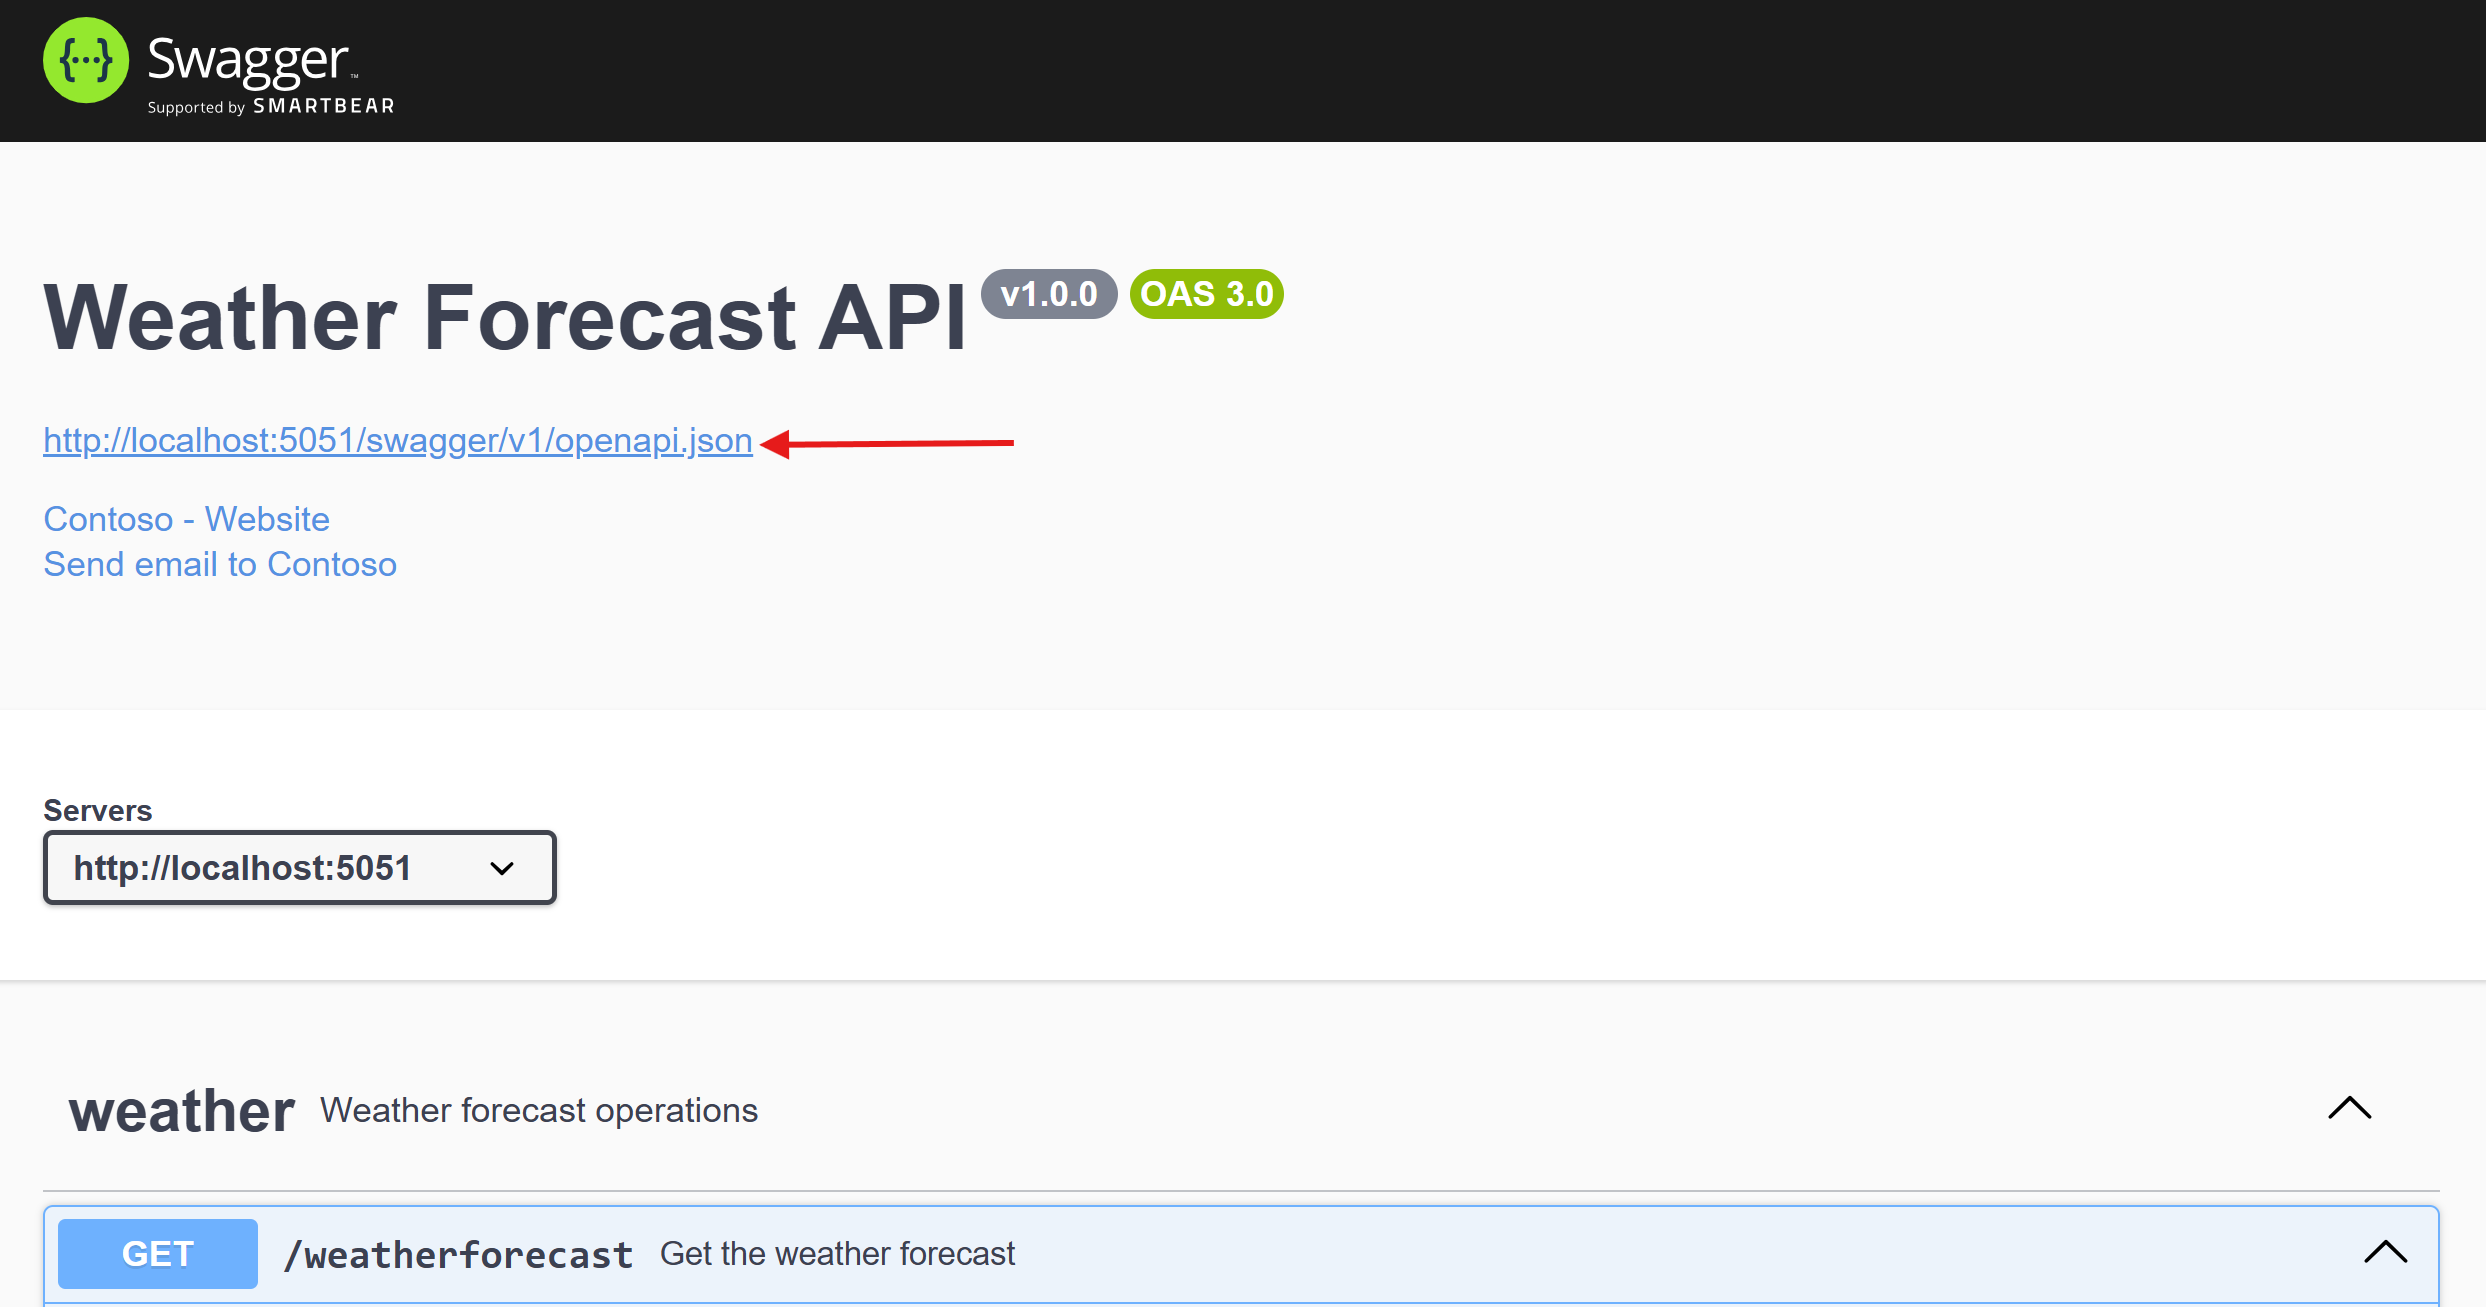 {···} Swagger™
Supported by SMARTBEAR
Weather Forecast API v1.0.0 OAS 3.0
http://localhost:5051/swagger/v1/openapi.json
Contoso - Website
Send email to Contoso
Servers
http://localhost:5051
weather Weather forecast operations
GET /weatherforecast Get the weather forecast